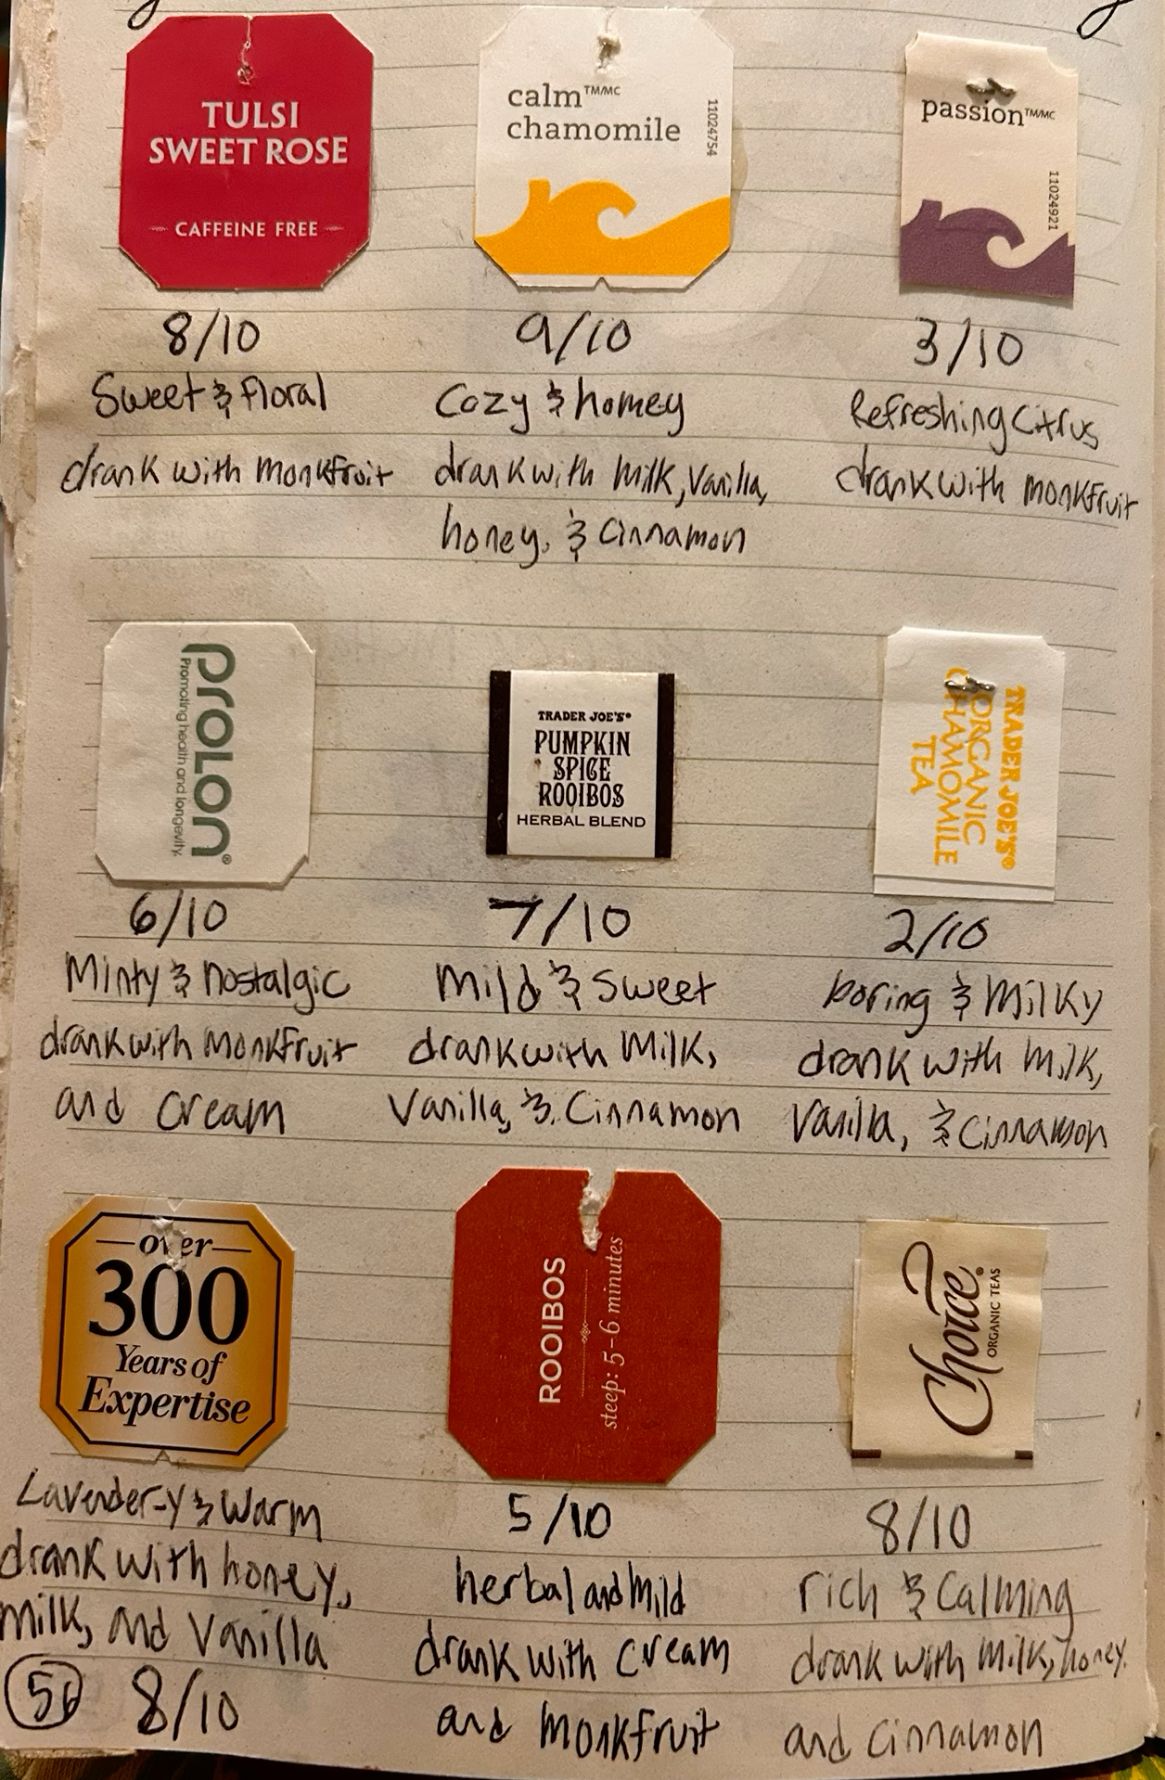 TULSI
SWEET ROSE
CAFFEINE FREE
8/10
Sweet & floral
drank with monkfruit
calm™/MC
chamomile
11024754
9/10
Cozy & homey
drank with milk, vanilla,
honey, & cinnamon
passion™/MC
11024921
3/10
Refreshing citrus
drank with monkfruit
PROLON®
Promoting health and longevity.
6/10
Minty & nostalgic
drank with monkfruit
and cream
TRADER JOE'S®
PUMPKIN
SPICE
ROOIBOS
HERBAL BLEND
7/10
Mild & Sweet
drank with Milk,
Vanilla, & Cinnamon
TRADER JOE'S®
ORGANIC
CHAMOMILE
TEA
2/10
boring & Milky
drank with milk,
Vanilla, & Cinnamon
over
300
Years of
Expertise
Lavender-y & warm
drank with honey,
milk, and vanilla
8/10
ROOIBOS
steep: 5-6 minutes
5/10
herbal and mild
drank with cream
and monkfruit
Choice®
ORGANIC TEAS
8/10
rich & Calming
drank with milk, honey
and cinnamon